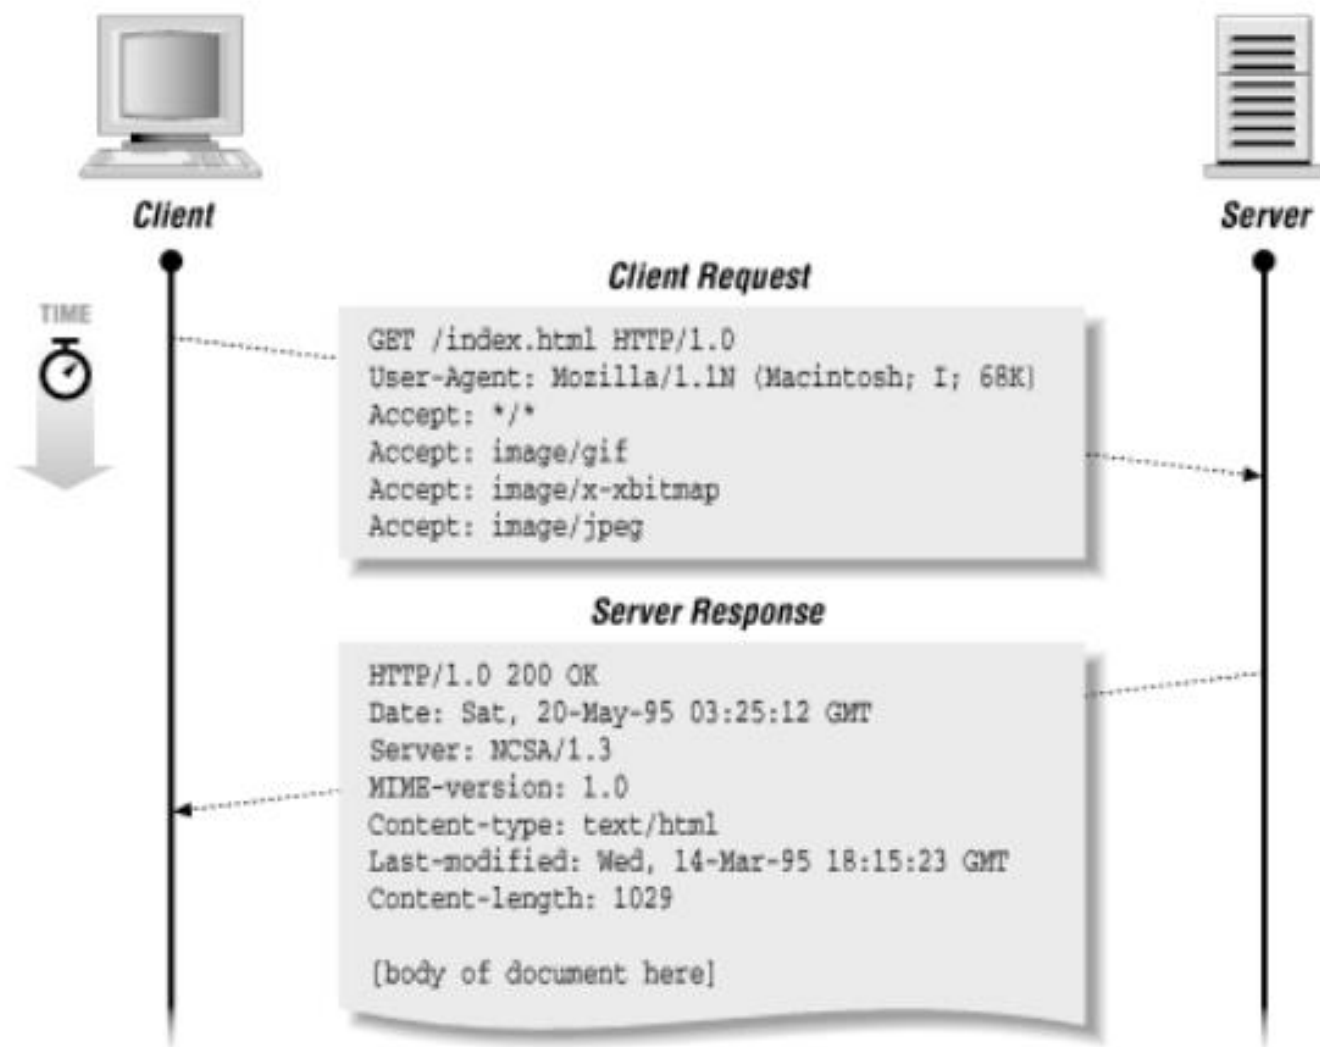 Client
Server
TIME
Client Request
GET /index.html HTTP/1.0
User-Agent: Mozilla/1.1N (Macintosh; I; 68K)
Accept: */*
Accept: image/gif
Accept: image/x-xbitmap
Accept: image/jpeg
Server Response
HTTP/1.0 200 OK
Date: Sat, 20-May-95 03:25:12 GMT
Server: NCSA/1.3
MIME-version: 1.0
Content-type: text/html
Last-modified: Wed, 14-Mar-95 18:15:23 GMT
Content-length: 1029
[body of document here]